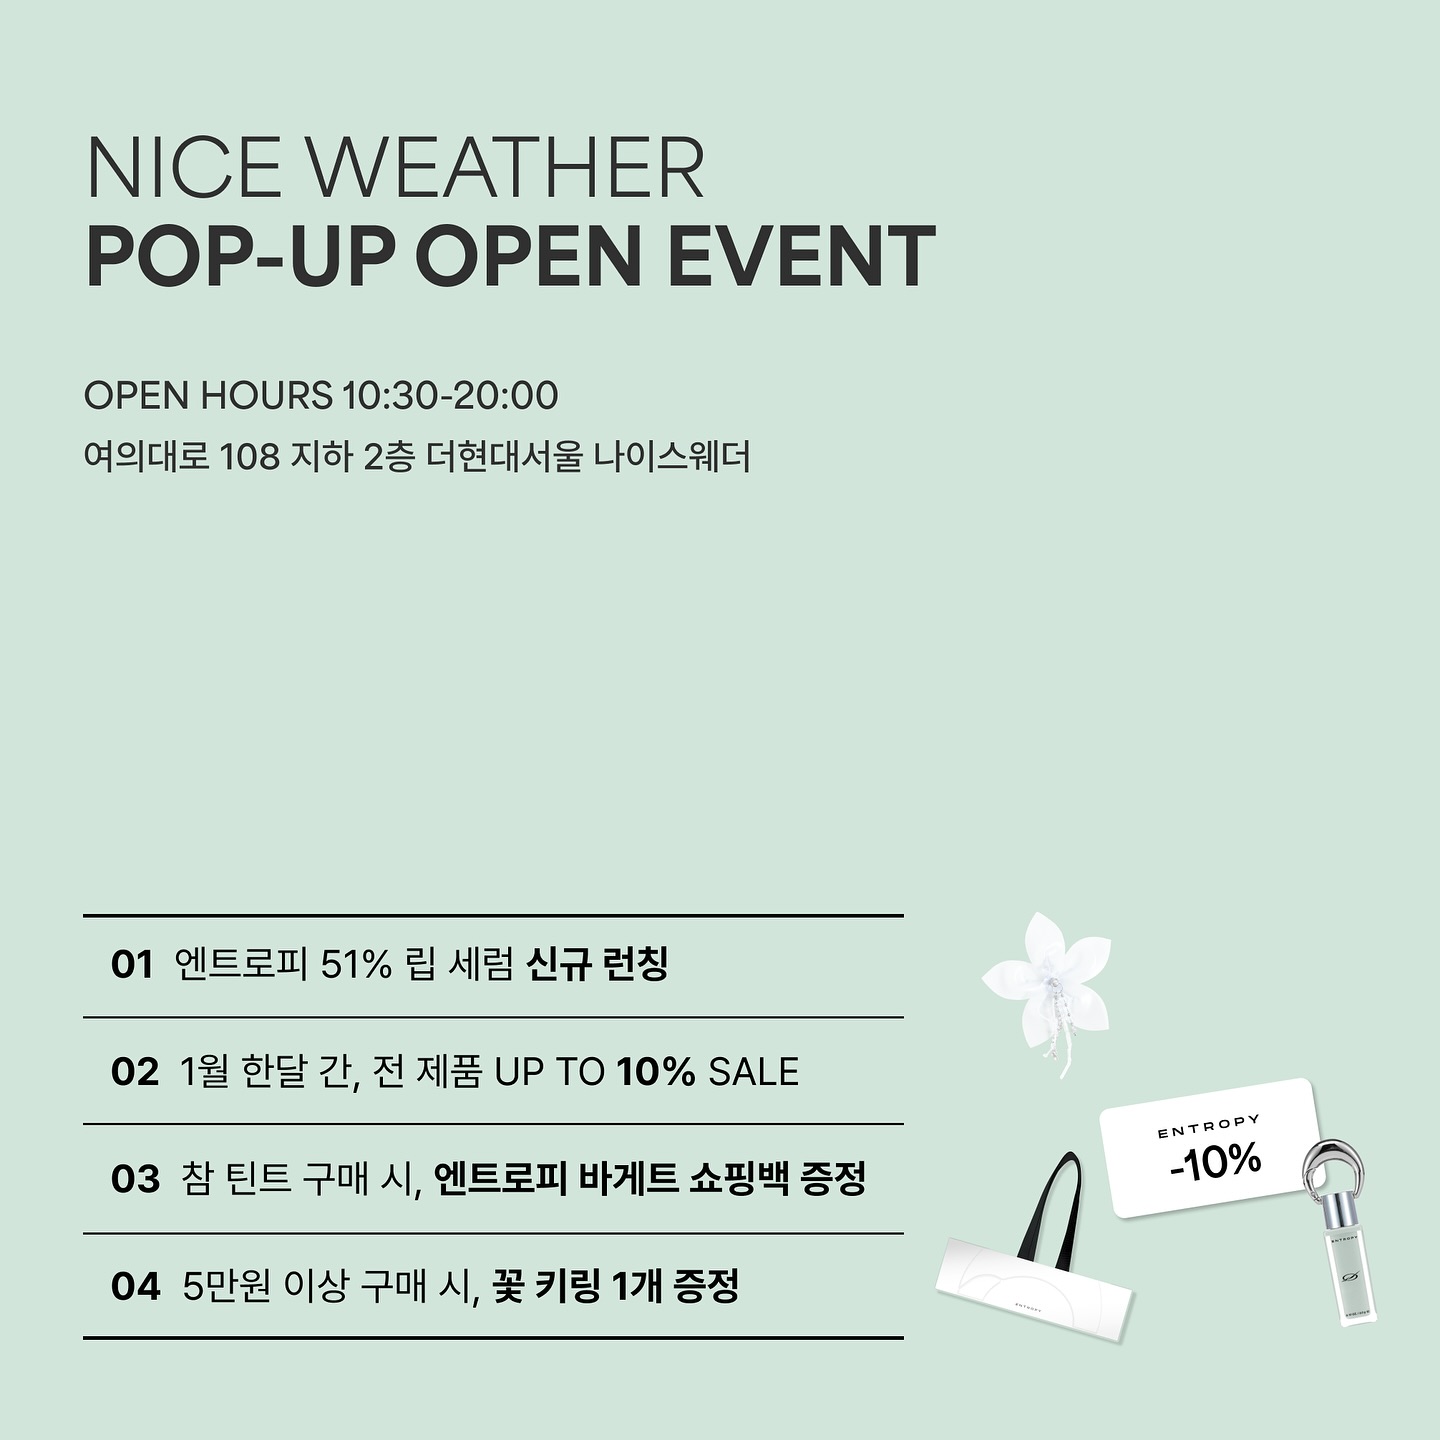 NICE WEATHER
POP-UP OPEN EVENT
OPEN HOURS 10:30-20:00
여의대로 108 지하 2층 더현대서울 나이스웨더
01 엔트로피 51% 립 세럼 신규 런칭
02 1월 한달 간, 전 제품 UP TO 10% SALE
03 참 틴트 구매 시, 엔트로피 바게트 쇼핑백 증정
04 5만원 이상 구매 시, 꽃 키링 1개 증정
ENTROPY
-10%
ENTROPY
ENTROPY